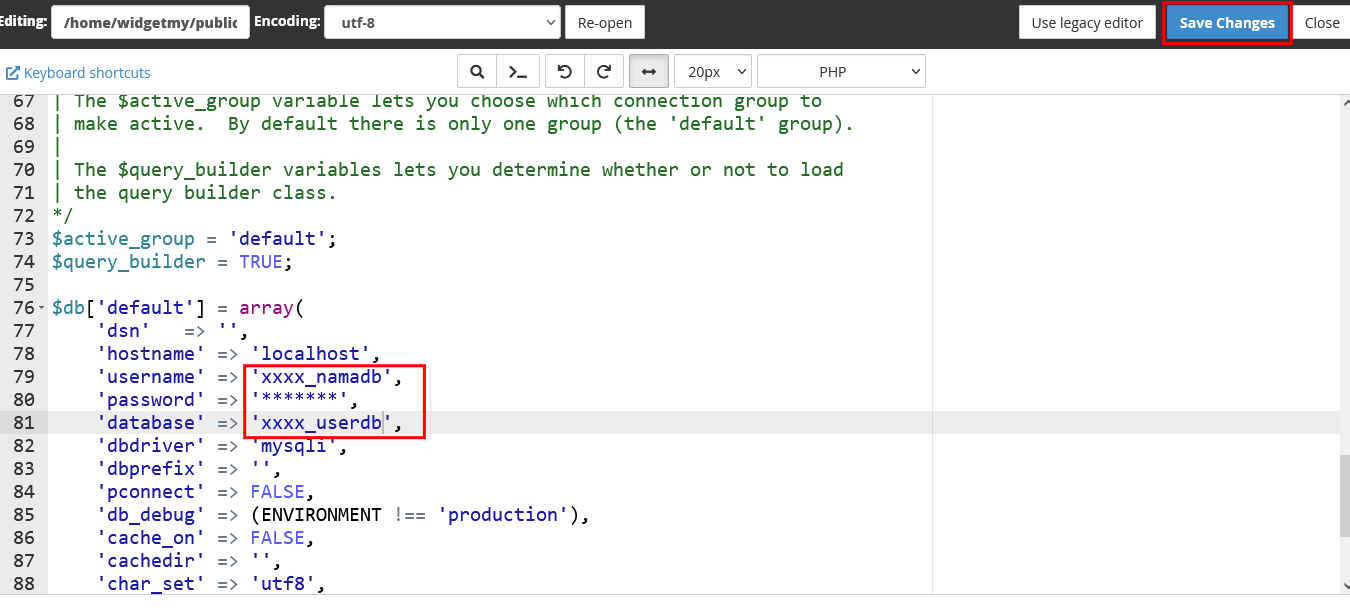 Editing: /home/widgetmy/public Encoding: utf-8 Re-open Use legacy editor Save Changes Close
Keyboard shortcuts 20px PHP
67 | The $active_group variable lets you choose which connection group to
68 | make active.  By default there is only one group (the 'default' group).
69 |
70 | The $query_builder variables lets you determine whether or not to load
71 | the query builder class.
72 */
73 $active_group = 'default';
74 $query_builder = TRUE;
75
76 $db['default'] = array(
77     'dsn'   => '',
78     'hostname' => 'localhost',
79     'username' => 'xxxx_namadb',
80     'password' => '*******',
81     'database' => 'xxxx_userdb',
82     'dbdriver' => 'mysqli',
83     'dbprefix' => '',
84     'pconnect' => FALSE,
85     'db_debug' => (ENVIRONMENT !== 'production'),
86     'cache_on' => FALSE,
87     'cachedir' => '',
88     'char_set' => 'utf8',